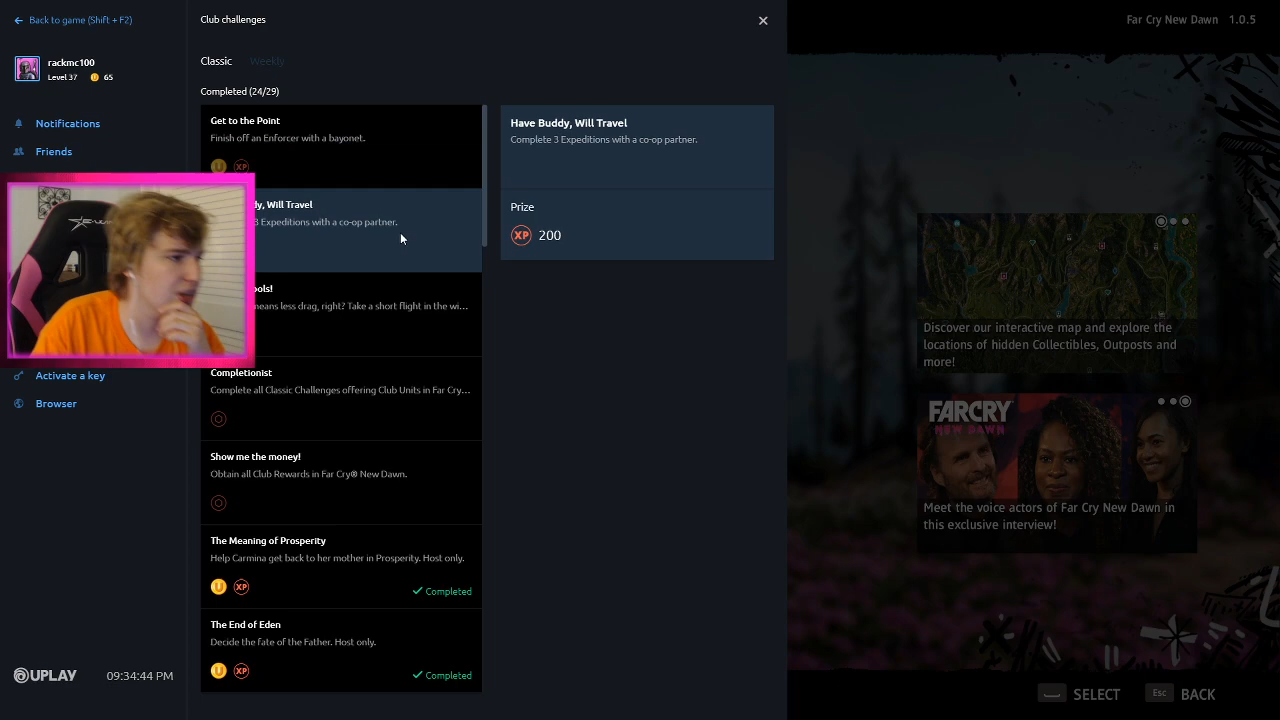 Back to game (Shift + F2)
Club challenges
Far Cry New Dawn 1.0.5
rackmc100
Level 37 65
Classic Weekly
Completed (24/29)
Notifications
Friends
Activate a key
Browser
Get to the Point
Finish off an Enforcer with a bayonet.
XP
dy, Will Travel
3 Expeditions with a co-op partner.
ools!
means less drag, right? Take a short flight in the wi...
Completionist
Complete all Classic Challenges offering Club Units in Far Cry...
Show me the money!
Obtain all Club Rewards in Far Cry® New Dawn.
The Meaning of Prosperity
Help Carmina get back to her mother in Prosperity. Host only.
XP
Completed
The End of Eden
Decide the fate of the Father. Host only.
XP
Completed
Have Buddy, Will Travel
Complete 3 Expeditions with a co-op partner.
Prize
XP 200
Discover our interactive map and explore the
locations of hidden Collectibles, Outposts and
more!
FARCRY
NEW DAWN
Meet the voice actors of Far Cry New Dawn in
this exclusive interview!
UPLAY
09:34:44 PM
SELECT
Esc BACK